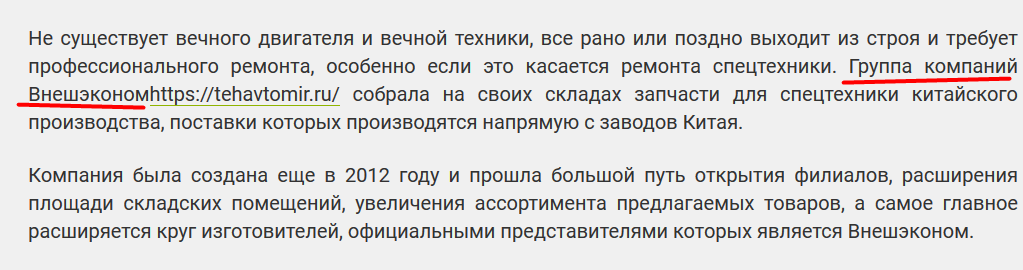 Не существует вечного двигателя и вечной техники, все рано или поздно выходит из строя и требует
профессионального ремонта, особенно если это касается ремонта спецтехники. Группа компаний
Внешэкономhttps://tehavtomir.ru/ собрала на своих складах запчасти для спецтехники китайского
производства, поставки которых производятся напрямую с заводов Китая.
Компания была создана еще в 2012 году и прошла большой путь открытия филиалов, расширения
площади складских помещений, увеличения ассортимента предлагаемых товаров, а самое главное
расширяется круг изготовителей, официальными представителями которых является Внешэконом.